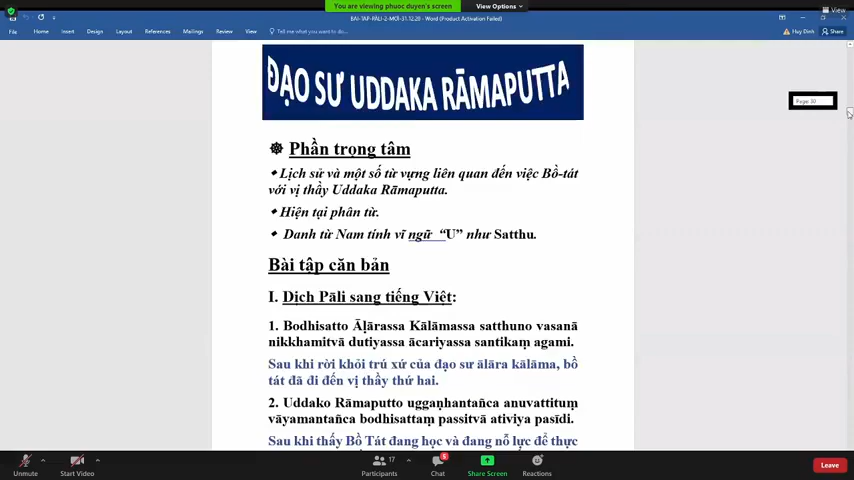 You are viewing phuoc duyen's screen
View Options
View
BAI-TAP-PĀLI-2-MOI-31.12.20 - Word (Product Activation Failed)
File Home Insert Design Layout References Mailings Review View Tell me what you want to do... Huy Dinh Share
ĐẠO SƯ UDDAKA RĀMAPUTTA
Page: 30
Phần trọng tâm
Lịch sử và một số từ vựng liên quan đến việc Bồ-tát
với vị thầy Uddaka Rāmaputta.
Hiện tại phân từ.
Danh từ Nam tính vĩ ngữ “U” như Satthu.
Bài tập căn bản
I. Dịch Pāli sang tiếng Việt:
1. Bodhisatto Āḷārassa Kālāmassa satthuno vasanā
nikkhamitvā dutiyassa ācariyassa santikaṃ agami.
Sau khi rời khỏi trú xứ của đạo sư ālāra kālāma, bồ
tát đã đi đến vị thầy thứ hai.
2. Uddako Rāmaputto uggaṇhantañca anuvattituṃ
vāyamantañca bodhisattaṃ passitvā ativiya pasīdi.
Sau khi thấy Bồ Tát đang học và đang nỗ lực để thực
Unmute
Start Video
17
Participants
5
Chat
Share Screen
Reactions
Leave